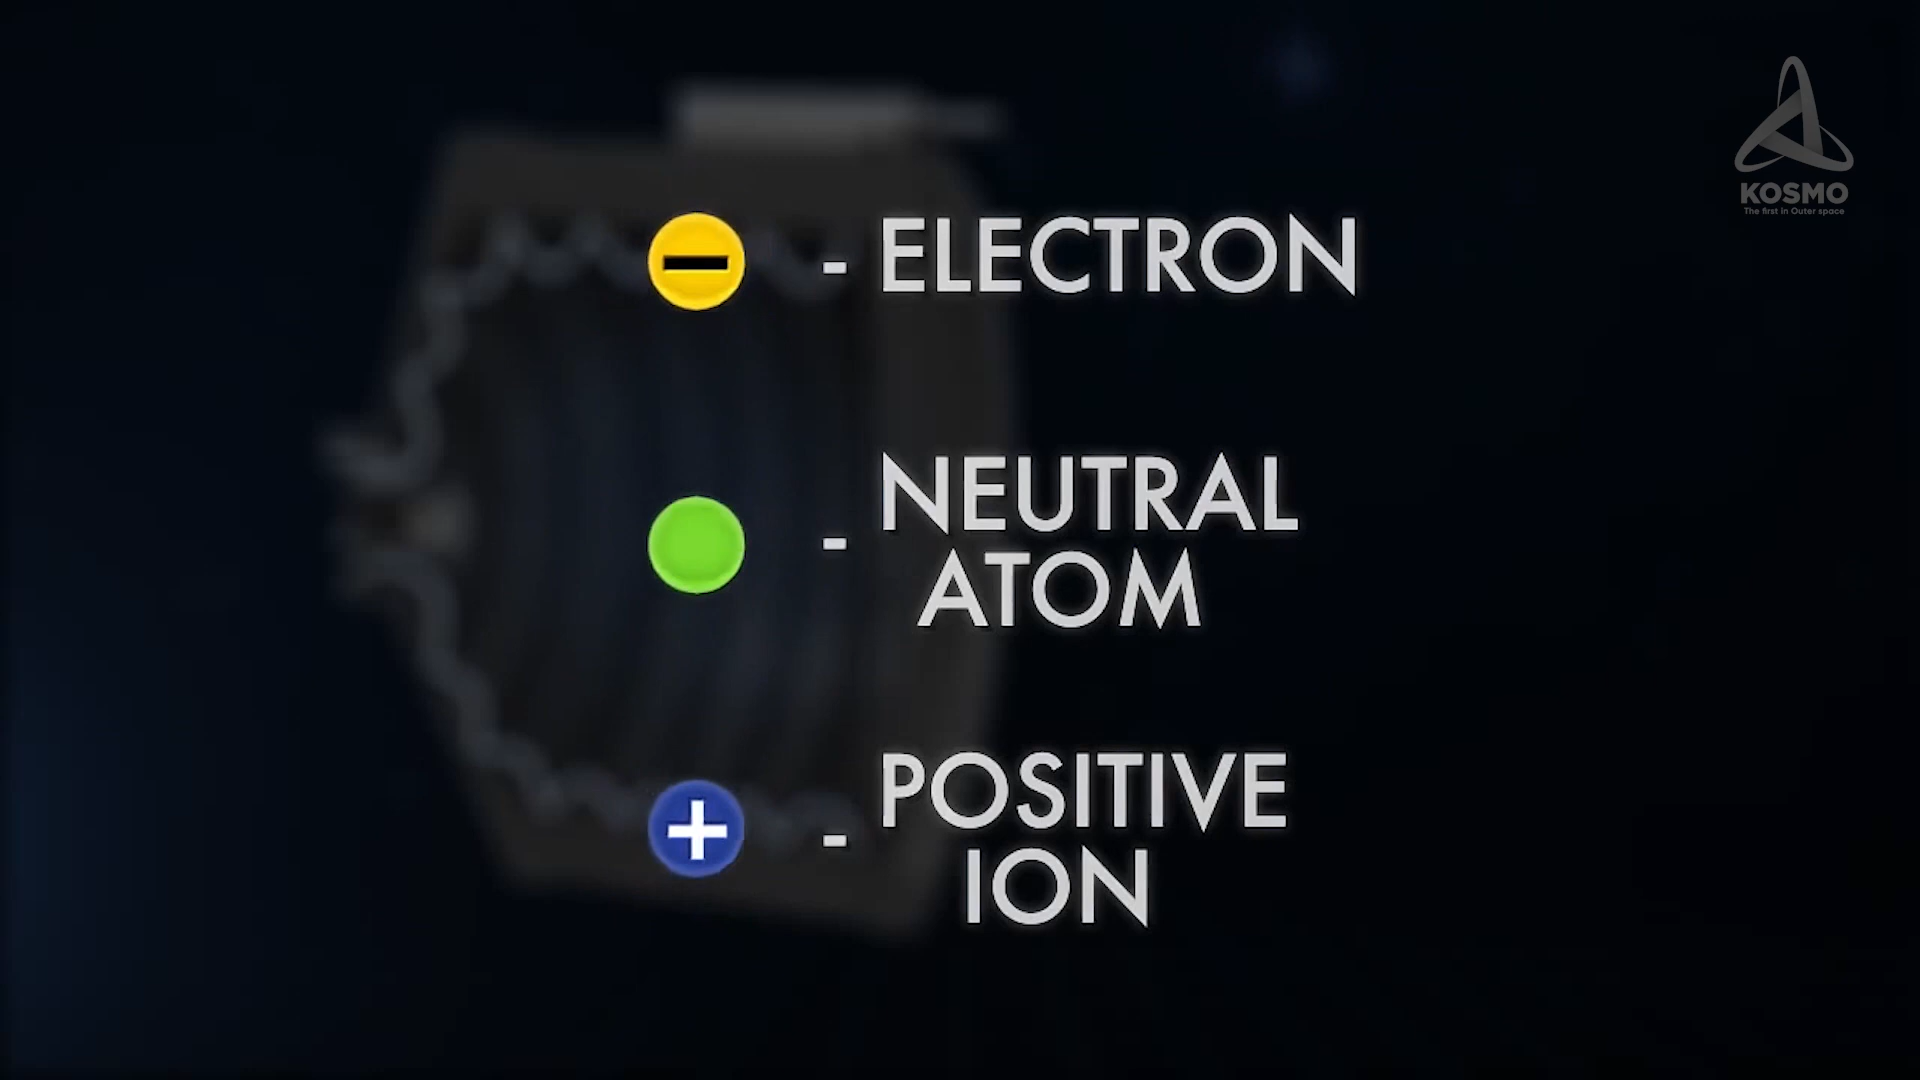 KOSMO
The first in Outer space
- ELECTRON
- NEUTRAL
ATOM
- POSITIVE
ION